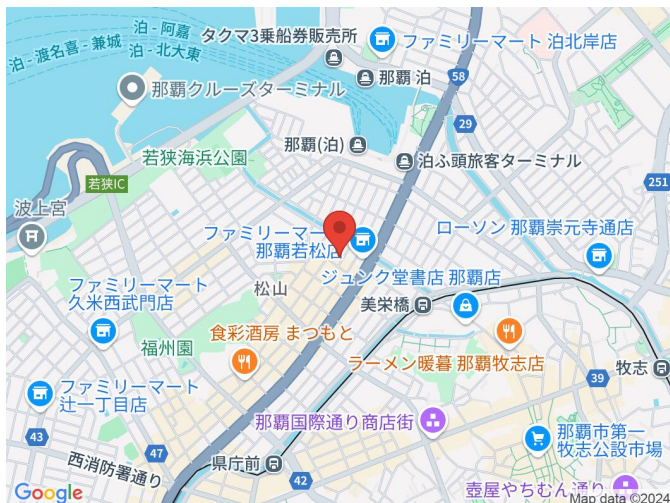 タクマ3乗船券販売所
泊 - 阿嘉
泊 - 渡名喜 - 兼城
泊 - 北大東
ファミリーマート 泊北岸店
那覇 泊
58
那覇クルーズターミナル
29
那覇(泊)
若狭海浜公園
泊ふ頭旅客ターミナル
若狭IC
251
波上宮
ファミリーマート
那覇若松店
ローソン 那覇崇元寺通店
ジュンク堂書店 那覇店
松山
ファミリーマート
久米西武門店
美栄橋
食彩酒房 まつもと
福州園
ラーメン暖暮 那覇牧志店
牧志
39
ファミリーマート
辻一丁目店
那覇国際通り商店街
43
47
那覇市第一
牧志公設市場
西消防署通り
県庁前
42
壺屋やちむん通り
Google
Map data ©2024